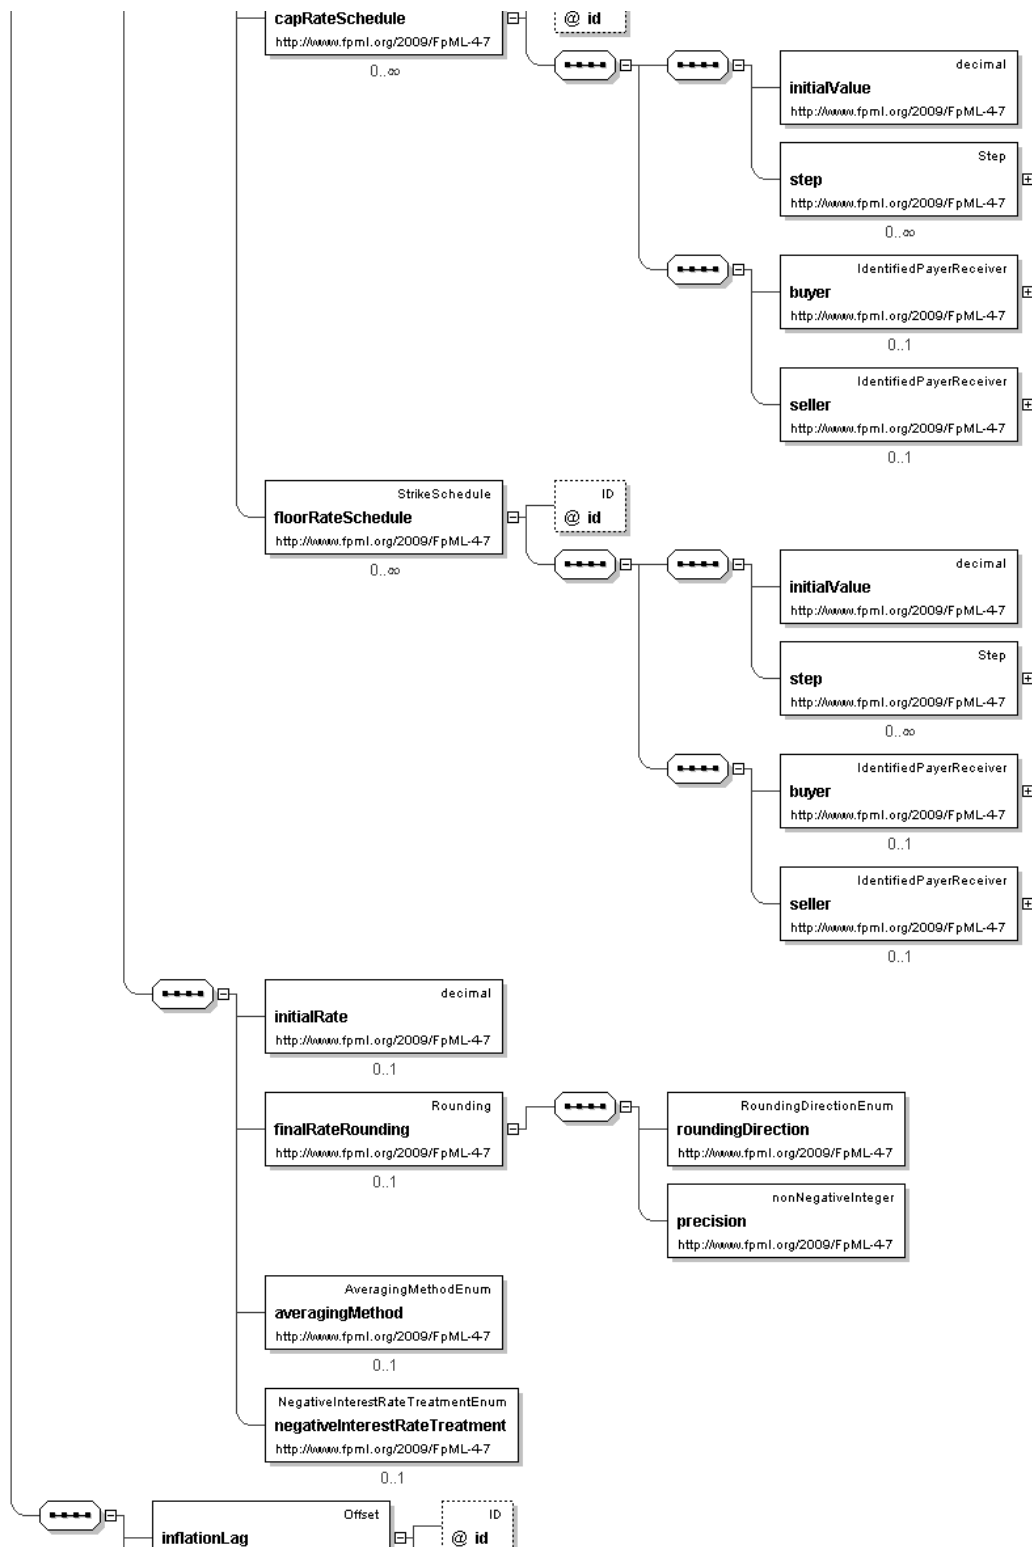 capRateSchedule
http://www.fpml.org/2009/FpML-4-7
0..∞
@ id
decimal
initialValue
http://www.fpml.org/2009/FpML-4-7
Step
step
http://www.fpml.org/2009/FpML-4-7
0..∞
IdentifiedPayerReceiver
buyer
http://www.fpml.org/2009/FpML-4-7
0..1
IdentifiedPayerReceiver
seller
http://www.fpml.org/2009/FpML-4-7
0..1
StrikeSchedule
floorRateSchedule
http://www.fpml.org/2009/FpML-4-7
0..∞
ID
@ id
decimal
initialValue
http://www.fpml.org/2009/FpML-4-7
Step
step
http://www.fpml.org/2009/FpML-4-7
0..∞
IdentifiedPayerReceiver
buyer
http://www.fpml.org/2009/FpML-4-7
0..1
IdentifiedPayerReceiver
seller
http://www.fpml.org/2009/FpML-4-7
0..1
decimal
initialRate
http://www.fpml.org/2009/FpML-4-7
0..1
Rounding
finalRateRounding
http://www.fpml.org/2009/FpML-4-7
0..1
RoundingDirectionEnum
roundingDirection
http://www.fpml.org/2009/FpML-4-7
nonNegativeInteger
precision
http://www.fpml.org/2009/FpML-4-7
AveragingMethodEnum
averagingMethod
http://www.fpml.org/2009/FpML-4-7
0..1
NegativeInterestRateTreatmentEnum
negativeInterestRateTreatment
http://www.fpml.org/2009/FpML-4-7
0..1
Offset
inflationLag
ID
@ id